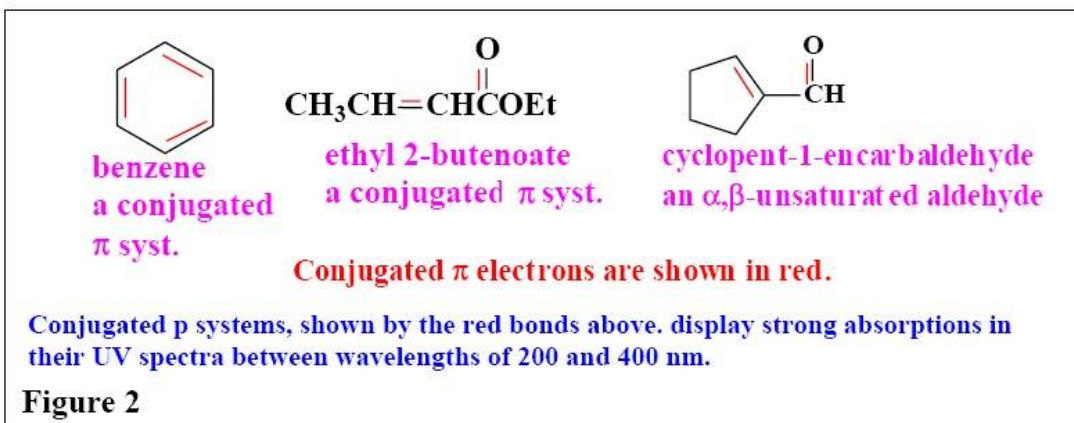 O
CH3CH=CHCOEt
benzene
a conjugated
π syst.
ethyl 2-butenoate
a conjugated π syst.
O
CH
cyclopent-1-encarbaldehyde
an α,β-unsaturated aldehyde
Conjugated π electrons are shown in red.
Conjugated p systems, shown by the red bonds above. display strong absorptions in
their UV spectra between wavelengths of 200 and 400 nm.
Figure 2